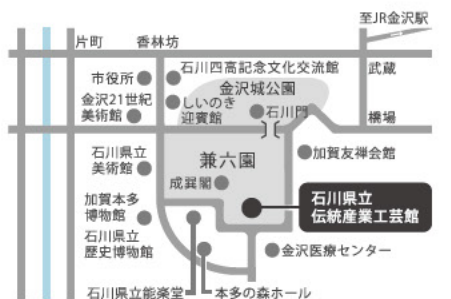 至JR金沢駅
片町
香林坊
武蔵
市役所
石川四高記念文化交流館
金沢城公園
金沢21世紀
美術館
しいのき
迎賓館
石川門
橋場
石川県立
美術館
兼六園
加賀友禅会館
成巽閣
加賀本多
博物館
石川県立
伝統産業工芸館
石川県立
歴史博物館
金沢医療センター
石川県立能楽堂
本多の森ホール